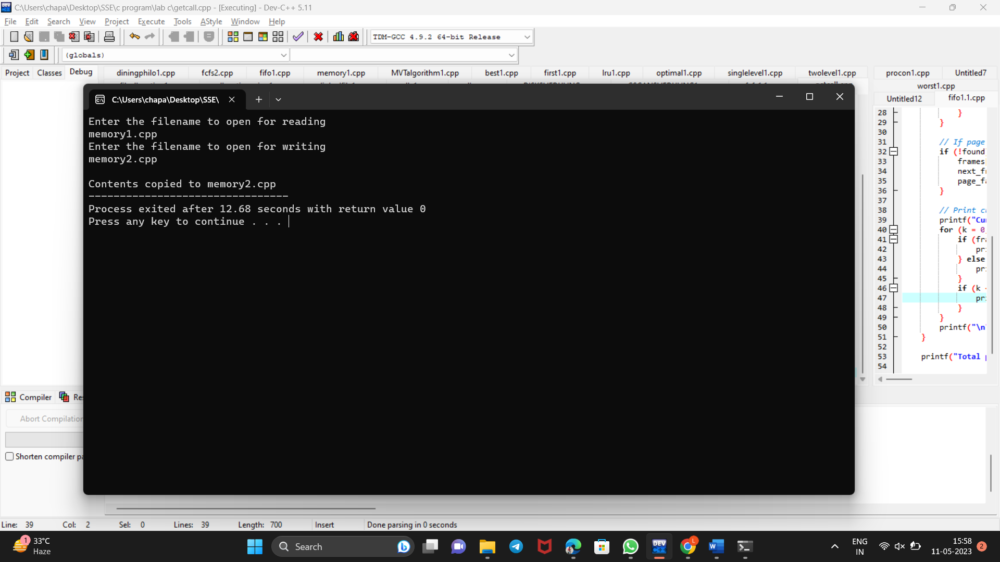 C:\Users\chapa\Desktop\SSE\c program\lab c\getcall.cpp - [Executing] - Dev-C++ 5.11
File Edit Search View Project Execute Tools AStyle Window Help
TDM-GCC 4.9.2 64-bit Release
(globals)
Project Classes Debug
diningphilo1.cpp fcfs2.cpp fifo1.cpp memory1.cpp MVTalgorithm1.cpp best1.cpp first1.cpp lru1.cpp optimal1.cpp singlelevel1.cpp twolevel1.cpp
procon1.cpp Untitled7
worst1.cpp
Untitled12 fifo1.1.cpp
C:\Users\chapa\Desktop\SSE\
Enter the filename to open for reading
memory1.cpp
Enter the filename to open for writing
memory2.cpp
Contents copied to memory2.cpp
--------------------------------
Process exited after 12.68 seconds with return value 0
Press any key to continue . . .
28 }
29 }
30
31 // If page
32 if (!found
33 frames
34 next_f
35 page_fa
36 }
37
38 // Print c
39 printf("Cu
40 for (k = 0
41 if (fra
42 pr
43 } else
44 pr
45 }
46 if (k
47 pr
48 }
49 }
50 printf("\n
51 }
52
53 printf("Total
54
Compiler Res
Abort Compilation
Shorten compiler pa
Line: 39 Col: 2 Sel: 0 Lines: 39 Length: 700 Insert Done parsing in 0 seconds
1
33°C
Haze
Search
DEV C++
L
W
ENG
IN
15:58
11-05-2023
2